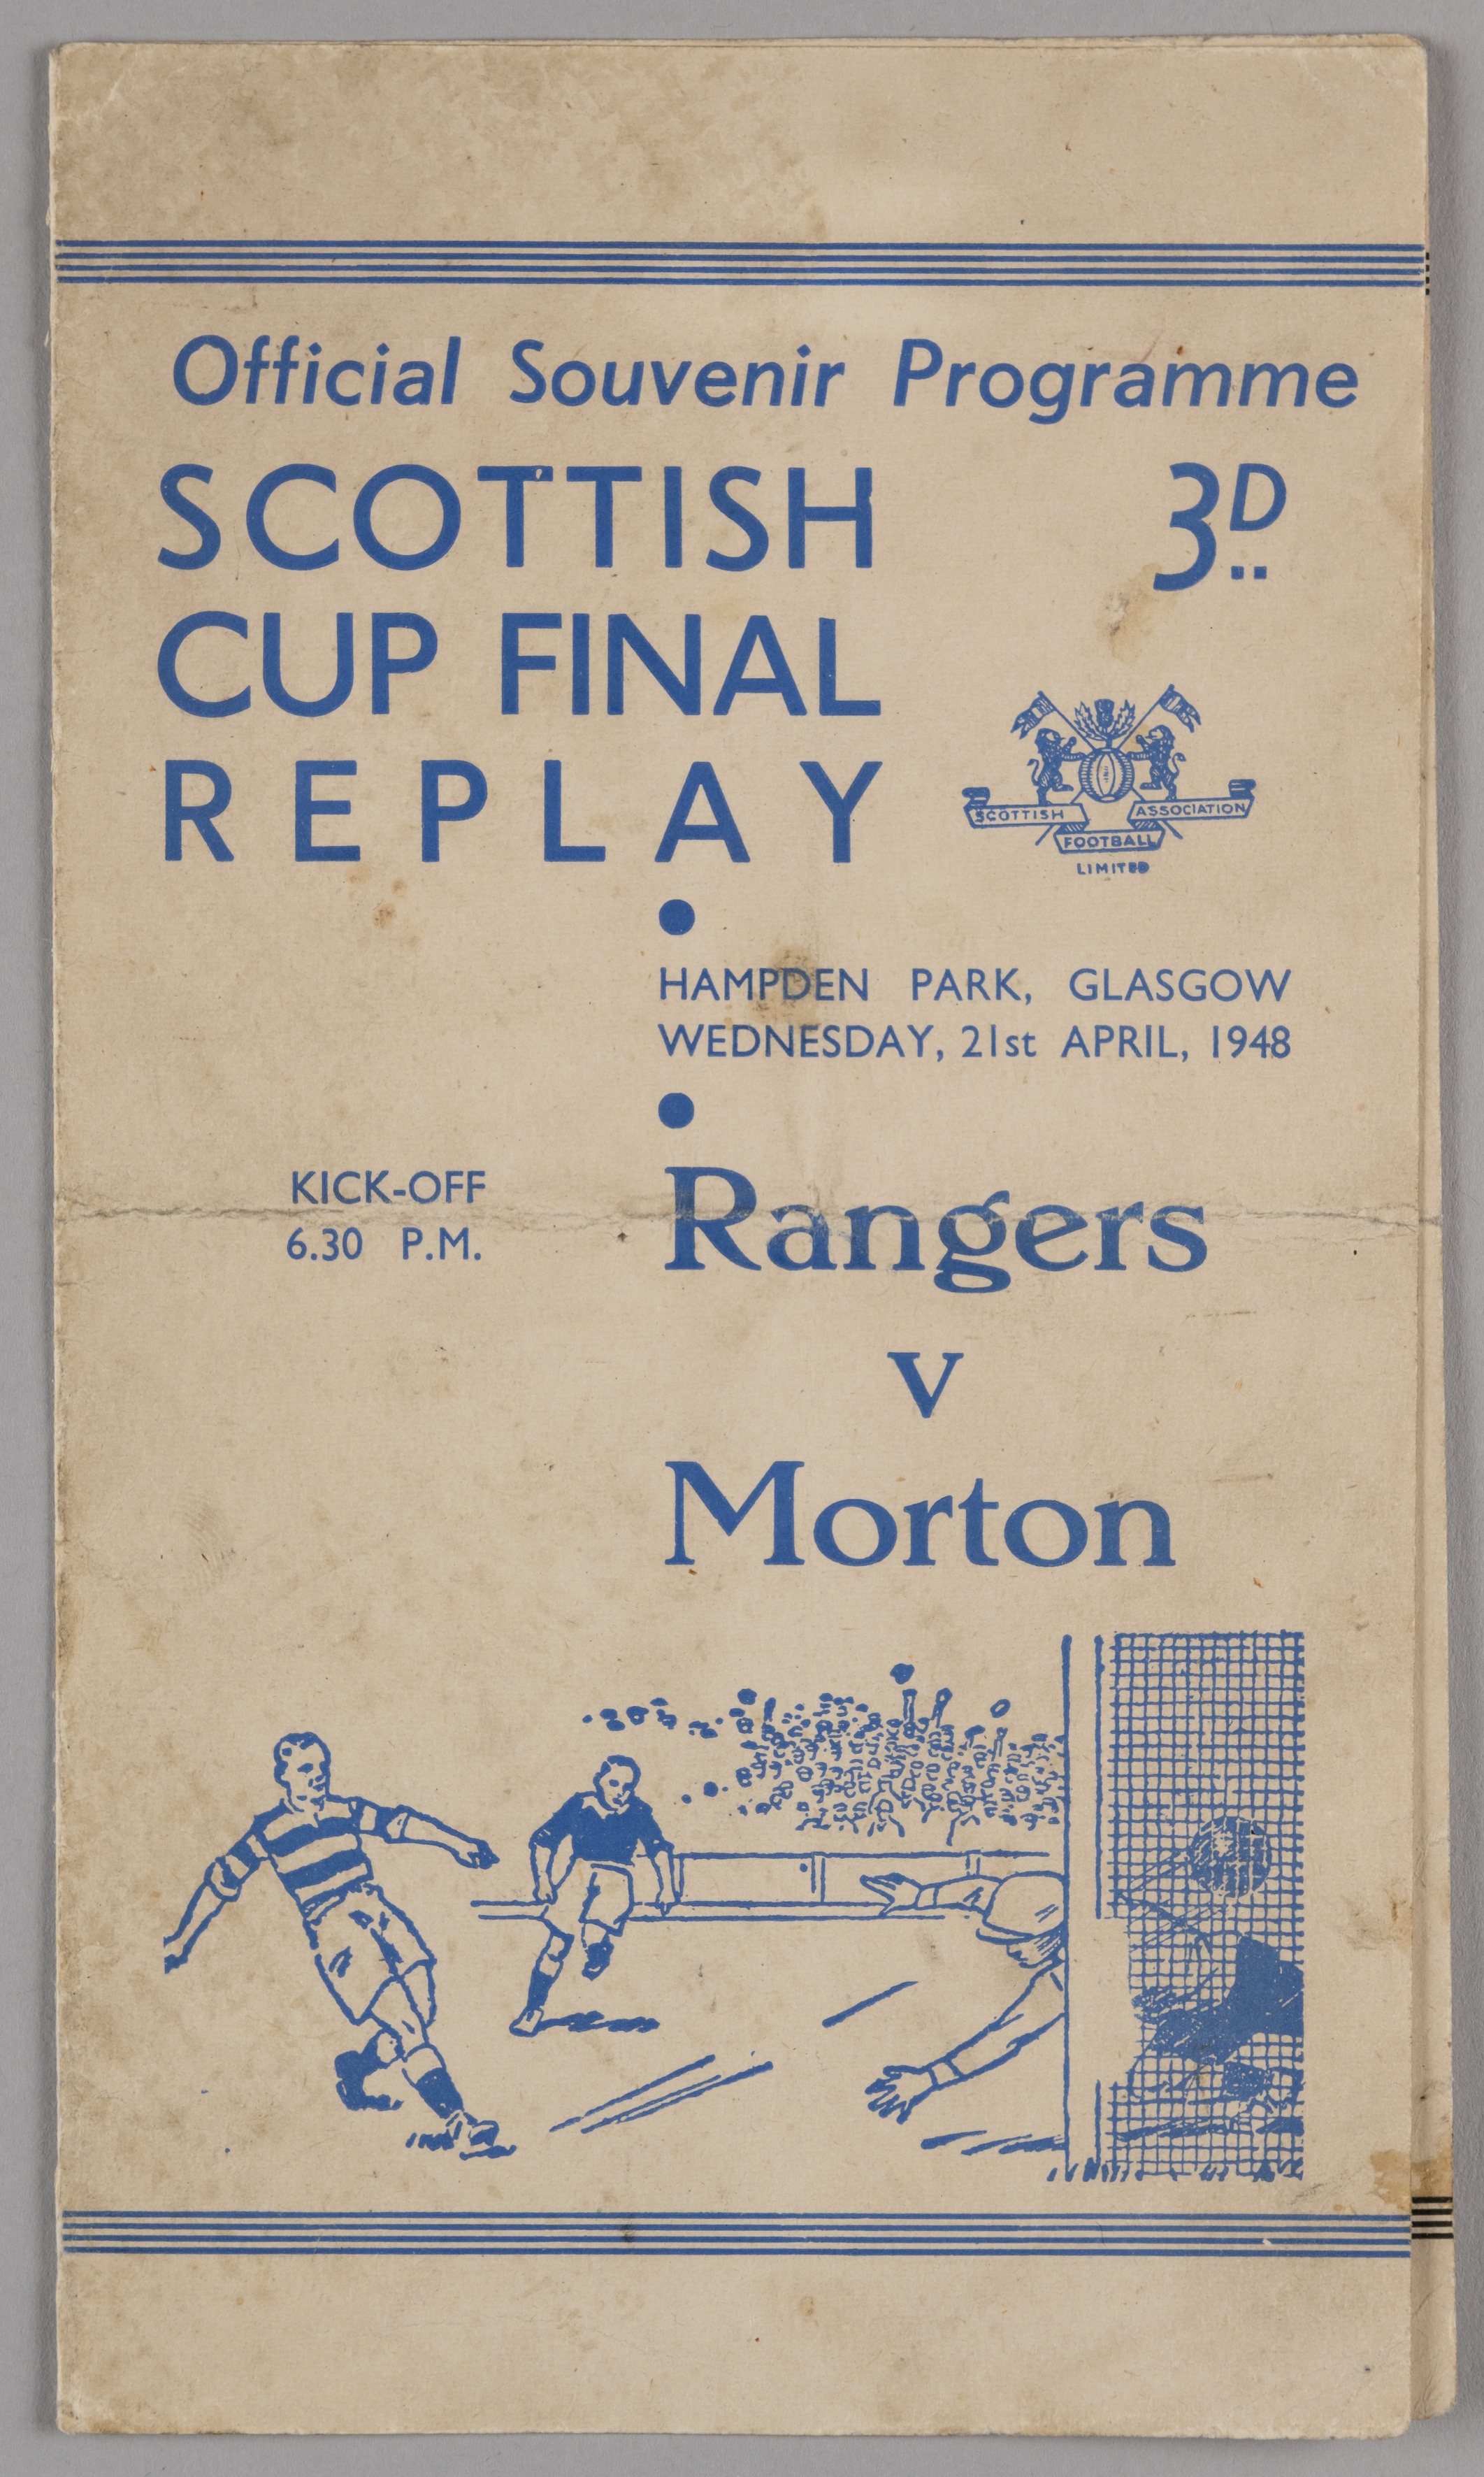 Official Souvenir Programme
SCOTTISH
CUP FINAL
REPLAY
3D
SCOTTISH FOOTBALL ASSOCIATION
LIMITED
HAMPDEN PARK, GLASGOW
WEDNESDAY, 21st APRIL, 1948
KICK-OFF
6.30 P.M.
Rangers
v
Morton